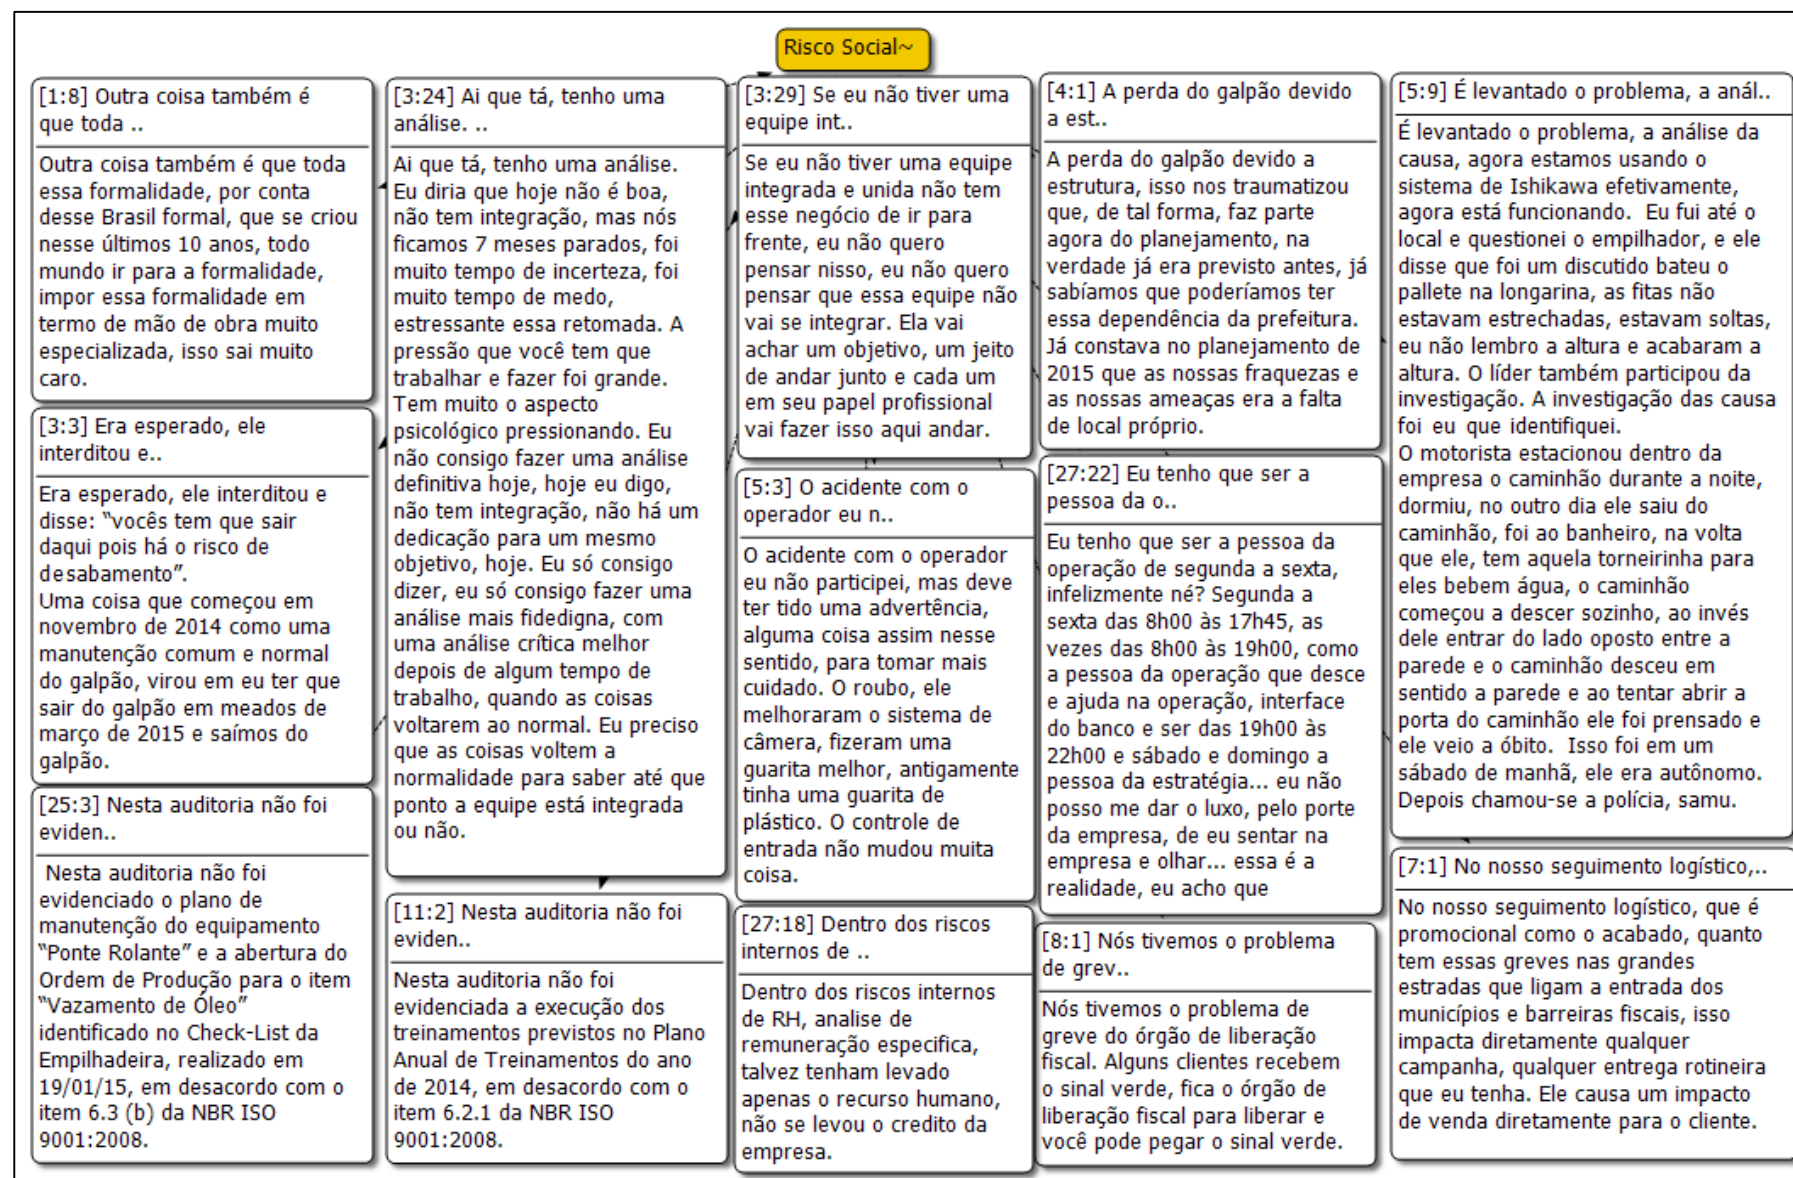 Risco Social~
[1:8] Outra coisa também é
que toda ..
Outra coisa também é que toda
essa formalidade, por conta
desse Brasil formal, que se criou
nesse últimos 10 anos, todo
mundo ir para a formalidade,
impor essa formalidade em
termo de mão de obra muito
especializada, isso sai muito
caro.
[3:3] Era esperado, ele
interditou e..
Era esperado, ele interditou e
disse: “vocês tem que sair
daqui pois há o risco de
desabamento”.
Uma coisa que começou em
novembro de 2014 como uma
manutenção comum e normal
do galpão, virou em eu ter que
sair do galpão em meados de
março de 2015 e saímos do
galpão.
[25:3] Nesta auditoria não foi
eviden..
Nesta auditoria não foi
evidenciado o plano de
manutenção do equipamento
“Ponte Rolante” e a abertura do
Ordem de Produção para o item
“Vazamento de Óleo”
identificado no Check-List da
Empilhadeira, realizado em
19/01/15, em desacordo com o
item 6.3 (b) da NBR ISO
9001:2008.
[3:24] Ai que tá, tenho uma
análise. ..
Ai que tá, tenho uma análise.
Eu diria que hoje não é boa,
não tem integração, mas nós
ficamos 7 meses parados, foi
muito tempo de incerteza, foi
muito tempo de medo,
estressante essa retomada. A
pressão que você tem que
trabalhar e fazer foi grande.
Tem muito o aspecto
psicológico pressionando. Eu
não consigo fazer uma análise
definitiva hoje, hoje eu digo,
não tem integração, não há um
dedicação para um mesmo
objetivo, hoje. Eu só consigo
dizer, eu só consigo fazer uma
análise mais fidedigna, com
uma análise crítica melhor
depois de algum tempo de
trabalho, quando as coisas
voltarem ao normal. Eu preciso
que as coisas voltem a
normalidade para saber até que
ponto a equipe está integrada
ou não.
[11:2] Nesta auditoria não foi
eviden..
Nesta auditoria não foi
evidenciada a execução dos
treinamentos previstos no Plano
Anual de Treinamentos do ano
de 2014, em desacordo com o
item 6.2.1 da NBR ISO
9001:2008.
[3:29] Se eu não tiver uma
equipe int..
Se eu não tiver uma equipe
integrada e unida não tem
esse negócio de ir para
frente, eu não quero
pensar nisso, eu não quero
pensar que essa equipe não
vai se integrar. Ela vai
achar um objetivo, um jeito
de andar junto e cada um
em seu papel profissional
vai fazer isso aqui andar.
[5:3] O acidente com o
operador eu n..
O acidente com o operador
eu não participei, mas deve
ter tido uma advertência,
alguma coisa assim nesse
sentido, para tomar mais
cuidado. O roubo, ele
melhoraram o sistema de
câmera, fizeram uma
guarita melhor, antigamente
tinha uma guarita de
plástico. O controle de
entrada não mudou muita
coisa.
[27:18] Dentro dos riscos
internos de ..
Dentro dos riscos internos
de RH, analise de
remuneração especifica,
talvez tenham levado
apenas o recurso humano,
não se levou o credito da
empresa.
[4:1] A perda do galpão devido
a est..
A perda do galpão devido a
estrutura, isso nos traumatizou
que, de tal forma, faz parte
agora do planejamento, na
verdade já era previsto antes, já
sabíamos que poderíamos ter
essa dependência da prefeitura.
Já constava no planejamento de
2015 que as nossas fraquezas e
as nossas ameaças era a falta
de local próprio.
[27:22] Eu tenho que ser a
pessoa da o..
Eu tenho que ser a pessoa da
operação de segunda a sexta,
infelizmente né? Segunda a
sexta das 8h00 às 17h45, as
vezes das 8h00 às 19h00, como
a pessoa da operação que desce
e ajuda na operação, interface
do banco e ser das 19h00 às
22h00 e sábado e domingo a
pessoa da estratégia... eu não
posso me dar o luxo, pelo porte
da empresa, de eu sentar na
empresa e olhar... essa é a
realidade, eu acho que
[8:1] Nós tivemos o problema
de grev..
Nós tivemos o problema de
greve do órgão de liberação
fiscal. Alguns clientes recebem
o sinal verde, fica o órgão de
liberação fiscal para liberar e
você pode pegar o sinal verde.
[5:9] É levantado o problema, a anál..
É levantado o problema, a análise da
causa, agora estamos usando o
sistema de Ishikawa efetivamente,
agora está funcionando.  Eu fui até o
local e questionei o empilhador, e ele
disse que foi um discutido bateu o
pallete na longarina, as fitas não
estavam estrechadas, estavam soltas,
eu não lembro a altura e acabaram a
altura. O líder também participou da
investigação. A investigação das causa
foi eu que identifiquei.
O motorista estacionou dentro da
empresa o caminhão durante a noite,
dormiu, no outro dia ele saiu do
caminhão, foi ao banheiro, na volta
que ele, tem aquela torneirinha para
eles bebem água, o caminhão
começou a descer sozinho, ao invés
dele entrar do lado oposto entre a
parede e o caminhão desceu em
sentido a parede e ao tentar abrir a
porta do caminhão ele foi prensado e
ele veio a óbito.  Isso foi em um
sábado de manhã, ele era autônomo.
Depois chamou-se a polícia, samu.
[7:1] No nosso seguimento logístico,..
No nosso seguimento logístico, que é
promocional como o acabado, quanto
tem essas greves nas grandes
estradas que ligam a entrada dos
municípios e barreiras fiscais, isso
impacta diretamente qualquer
campanha, qualquer entrega rotineira
que eu tenha. Ele causa um impacto
de venda diretamente para o cliente.